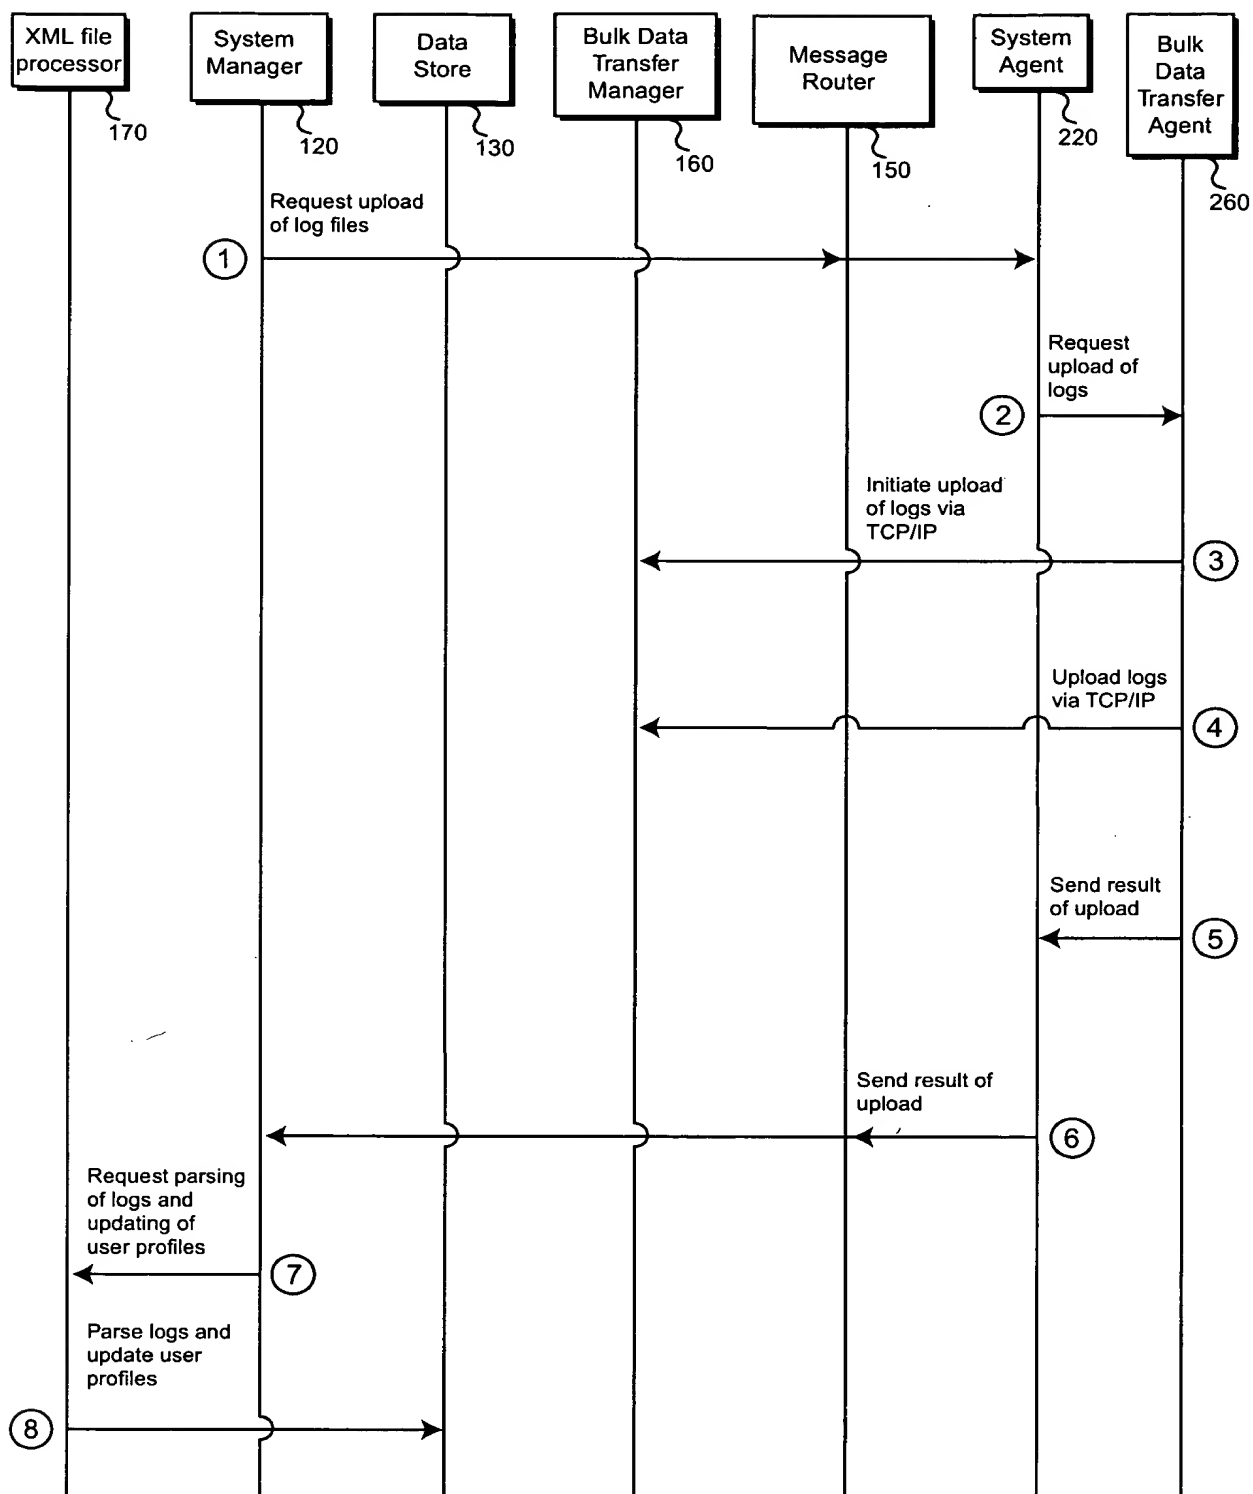 XML file
processor
170
System
Manager
120
Data
Store
130
Bulk Data
Transfer
Manager
160
Message
Router
150
System
Agent
220
Bulk
Data
Transfer
Agent
260
Request upload
of log files
1
Request
upload of
logs
2
Initiate upload
of logs via
TCP/IP
3
Upload logs
via TCP/IP
4
Send result
of upload
5
Send result of
upload
6
Request parsing
of logs and
updating of
user profiles
7
Parse logs and
update user
profiles
8